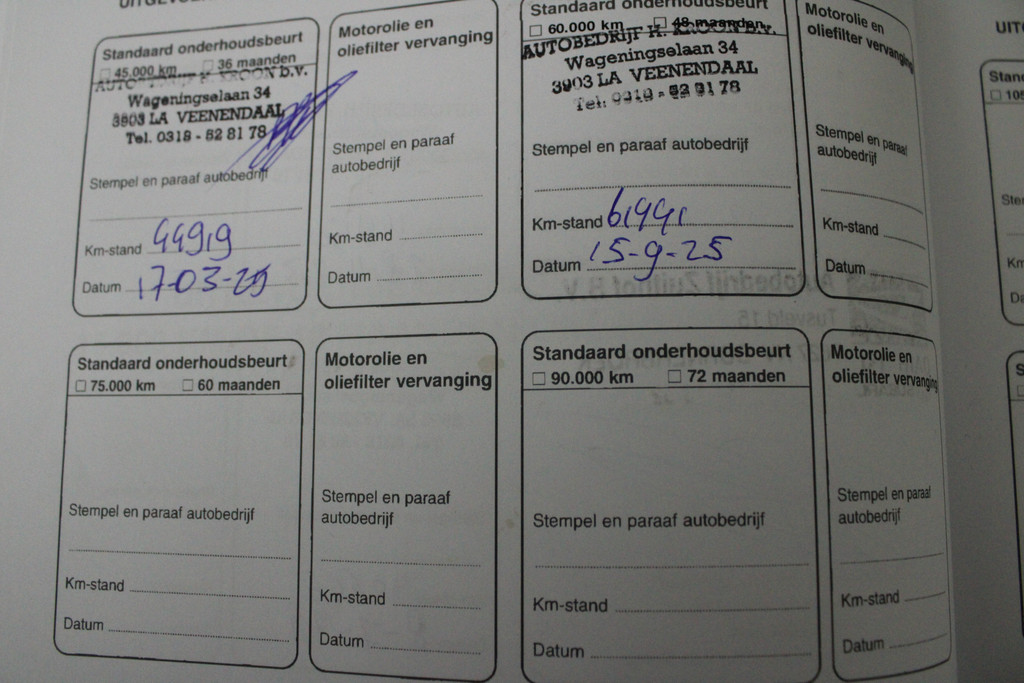 Standaard onderhoudsbeurt
45.000 km 36 maanden
AUTOBEDRIJF H. KROON b.v.
Wageningselaan 34
3903 LA VEENENDAAL
Tel. 0318 - 52 91 78
Stempel en paraaf autobedrijf
Km-stand 44919
Datum 17-03-25
Motorolie en
oliefilter vervanging
Stempel en paraaf
autobedrijf
Km-stand
Datum
Standaard onderhoudsbeurt
60.000 km 48 maanden
AUTOBEDRIJF H. KROON b.v.
Wageningselaan 34
3903 LA VEENENDAAL
Stempel en paraaf autobedrijf
Km-stand 61991
Datum 15-9-25
Motorolie en
oliefilter vervanging
Stempel en paraaf
autobedrijf
Km-stand
Datum
Standaard onderhoudsbeurt
75.000 km 60 maanden
Stempel en paraaf autobedrijf
Km-stand
Datum
Motorolie en
oliefilter vervanging
Stempel en paraaf
autobedrijf
Km-stand
Datum
Standaard onderhoudsbeurt
90.000 km 72 maanden
Stempel en paraaf autobedrijf
Km-stand
Datum
Motorolie en
oliefilter vervanging
Stempel en paraaf
autobedrijf
Km-stand
Datum